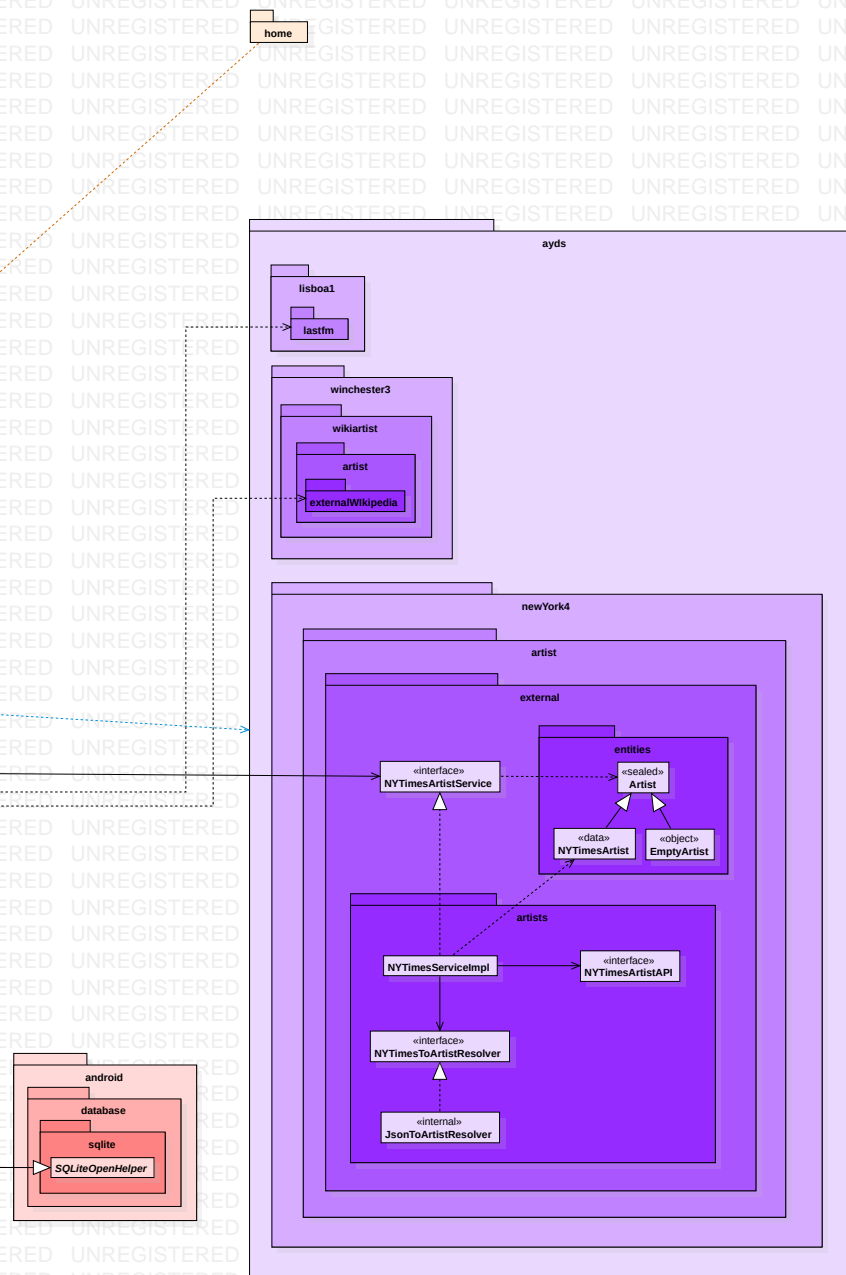 home
ayds
lisboa1
lastfm
winchester3
wikiartist
artist
externalWIkipedia
newYork4
artist
external
entities
«interface»
NYTimesArtistService
«sealed»
Artist
«data»
NYTimesArtist
«object»
EmptyArtist
artists
NYTimesServiceImpl
«interface»
NYTimesArtistAPI
«interface»
NYTimesToArtistResolver
«internal»
JsonToArtistResolver
android
database
sqlite
SQLiteOpenHelper
UNREGISTERED